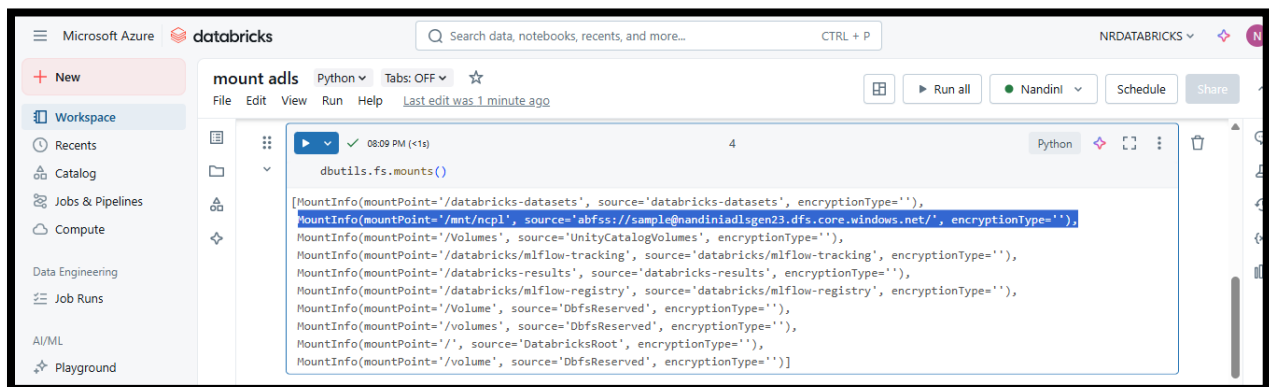 Microsoft Azure databricks Search data, notebooks, recents, and more... CTRL + P NRDATABRICKS N
New
Workspace
Recents
Catalog
Jobs & Pipelines
Compute
Data Engineering
Job Runs
AI/ML
Playground
mount adls Python Tabs: OFF
File Edit View Run Help Last edit was 1 minute ago
Run all NandinI Schedule Share
08:09 PM (<1s) 4 Python
dbutils.fs.mounts()
[MountInfo(mountPoint='/databricks-datasets', source='databricks-datasets', encryptionType=''),
MountInfo(mountPoint='/mnt/ncpl', source='abfss://sample@nandiniadlsgen23.dfs.core.windows.net/', encryptionType=''),
MountInfo(mountPoint='/Volumes', source='UnityCatalogVolumes', encryptionType=''),
MountInfo(mountPoint='/databricks/mlflow-tracking', source='databricks/mlflow-tracking', encryptionType=''),
MountInfo(mountPoint='/databricks-results', source='databricks-results', encryptionType=''),
MountInfo(mountPoint='/databricks/mlflow-registry', source='databricks/mlflow-registry', encryptionType=''),
MountInfo(mountPoint='/Volume', source='DbfsReserved', encryptionType=''),
MountInfo(mountPoint='/volumes', source='DbfsReserved', encryptionType=''),
MountInfo(mountPoint='/', source='DatabricksRoot', encryptionType=''),
MountInfo(mountPoint='/volume', source='DbfsReserved', encryptionType='')]